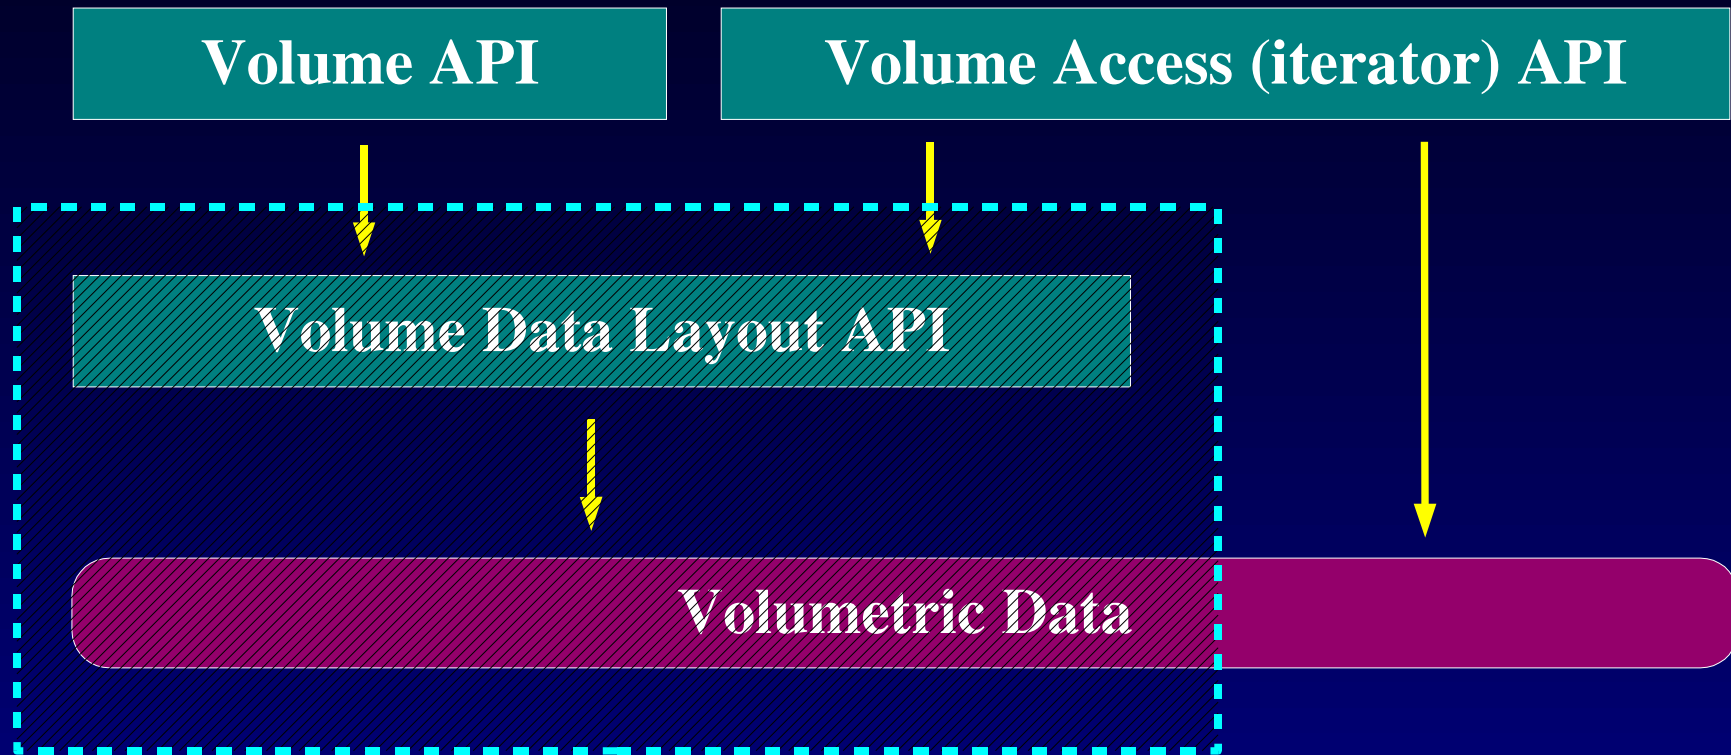 Volume API
Volume Access (iterator) API
Volume Data Layout API
Volumetric Data